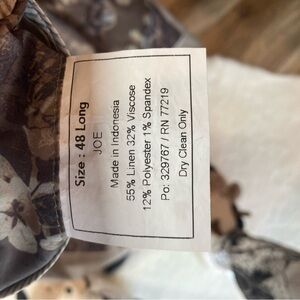 Size : 48 Long
JOE
Made in Indonesia
55% Linen 32% Viscose
12% Polyester 1% Spandex
Po: 329767 / RN 77219
Dry Clean Only